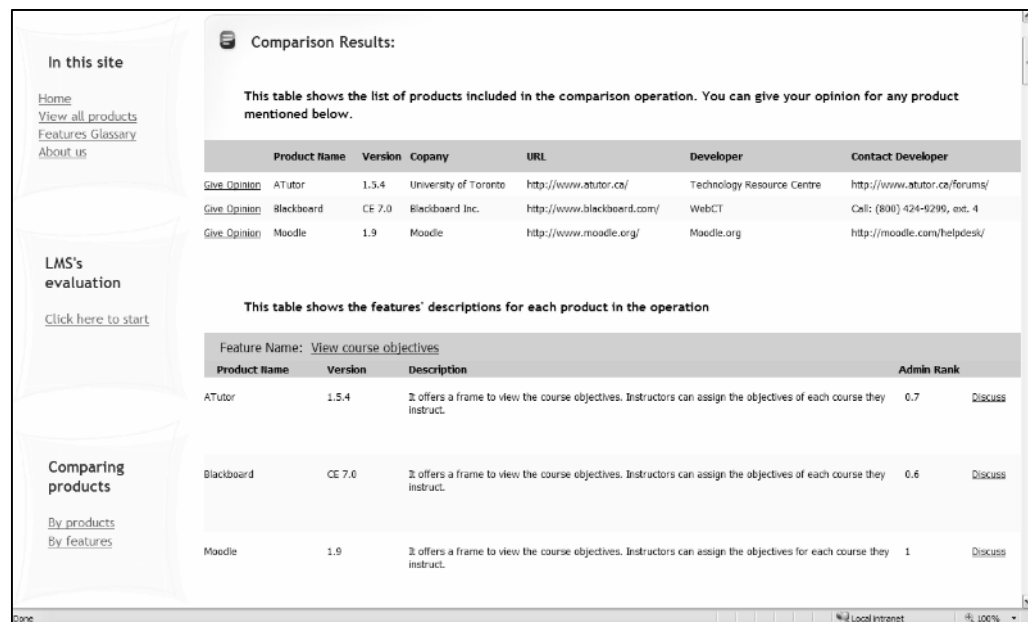 In this site
Home
View all products
Features Glassary
About us
LMS's
evaluation
Click here to start
Comparing
products
By products
By features
Comparison Results:
This table shows the list of products included in the comparison operation. You can give your opinion for any product
mentioned below.
Product Name Version Copany URL Developer Contact Developer
Give Opinion ATutor 1.5.4 University of Toronto http://www.atutor.ca/ Technology Resource Centre http://www.atutor.ca/forums/
Give Opinion Blackboard CE 7.0 Blackboard Inc. http://www.blackboard.com/ WebCT Call: (800) 424-9299, ext. 4
Give Opinion Moodle 1.9 Moodle http://www.moodle.org/ Moodle.org http://moodle.com/helpdesk/
This table shows the features' descriptions for each product in the operation
Feature Name: View course objectives
Product Name Version Description Admin Rank
ATutor 1.5.4 It offers a frame to view the course objectives. Instructors can assign the objectives of each course they 0.7 Discuss
instruct.
Blackboard CE 7.0 It offers a frame to view the course objectives. Instructors can assign the objectives of each course they 0.6 Discuss
instruct.
Moodle 1.9 It offers a frame to view the course objectives. Instructors can assign the objectives for each course they 1 Discuss
instruct.
Done Local intranet 100%